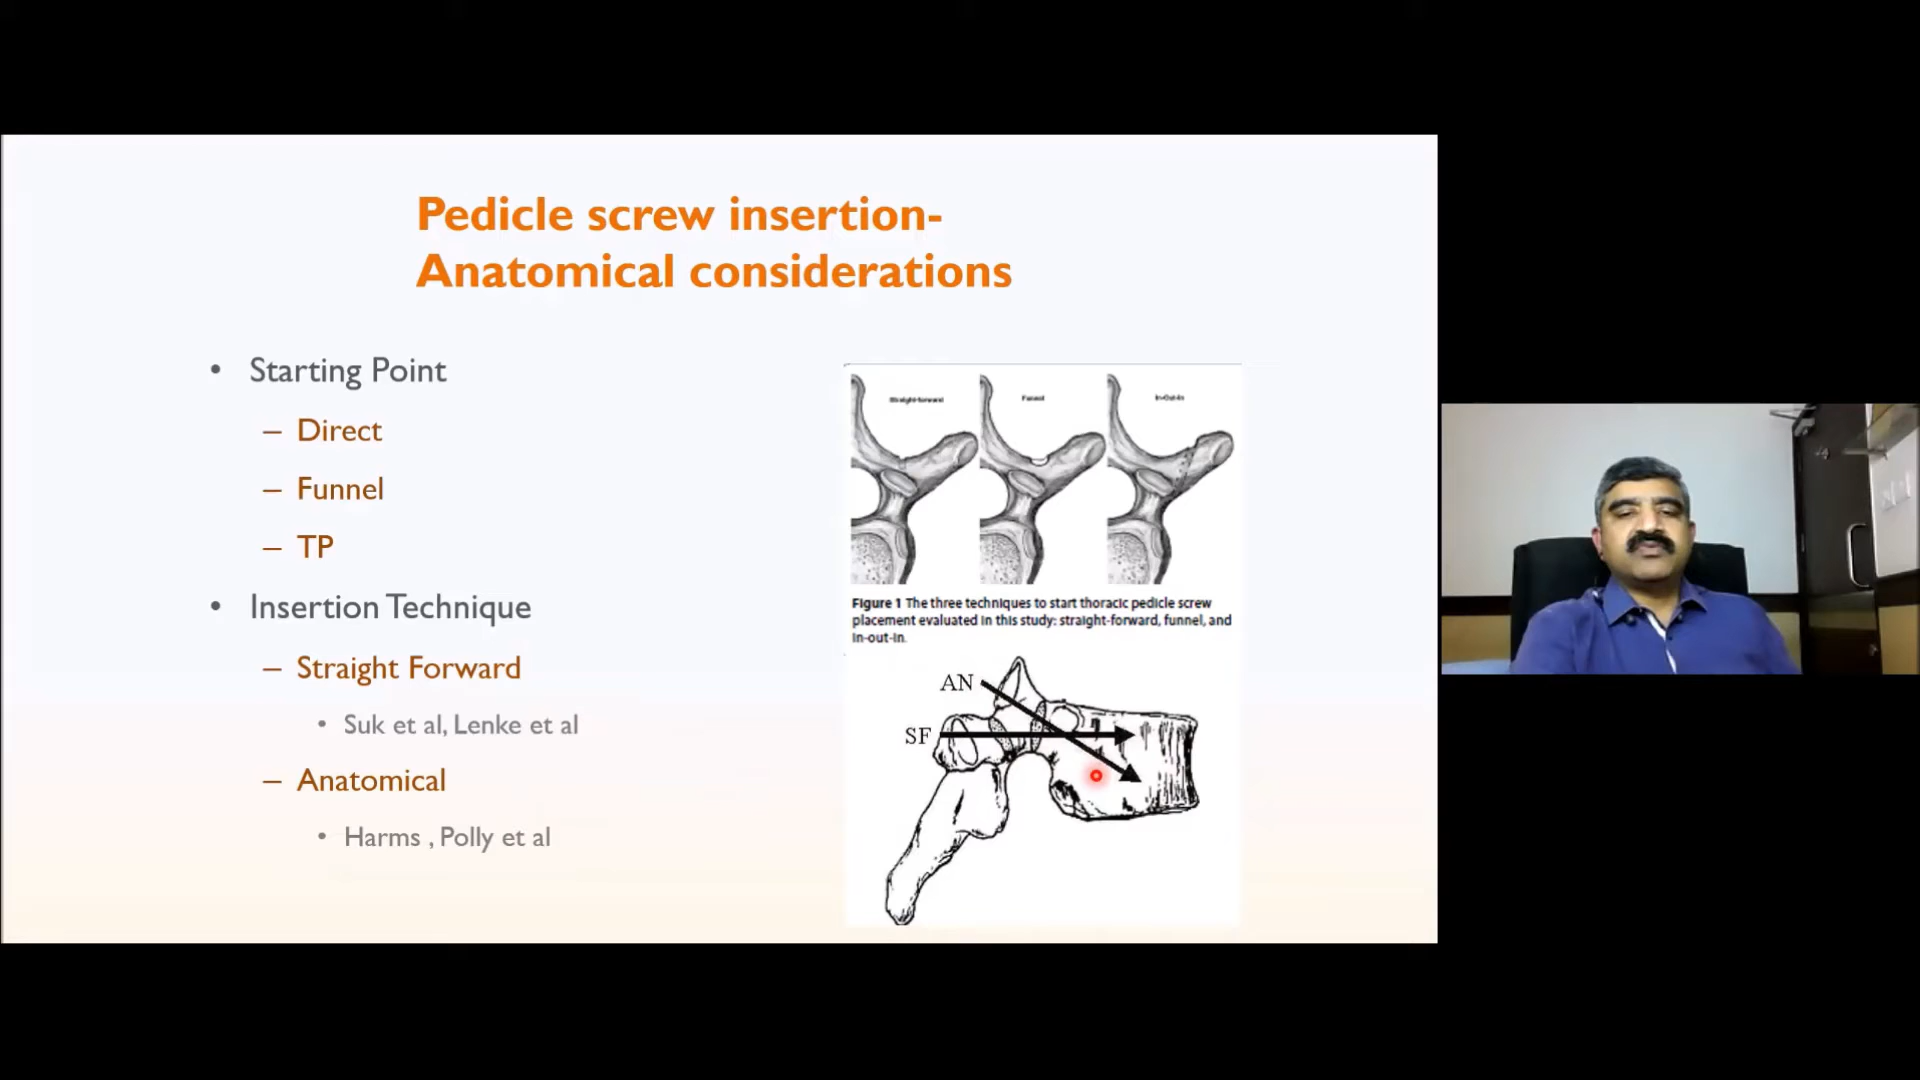 Pedicle screw insertion-
Anatomical considerations
• Starting Point
– Direct
– Funnel
– TP
• Insertion Technique
– Straight Forward
• Suk et al, Lenke et al
– Anatomical
• Harms , Polly et al
Straight-forward
Funnel
In-Out-In
Figure 1 The three techniques to start thoracic pedicle screw
placement evaluated in this study: straight-forward, funnel, and
in-out-in.
AN
SF